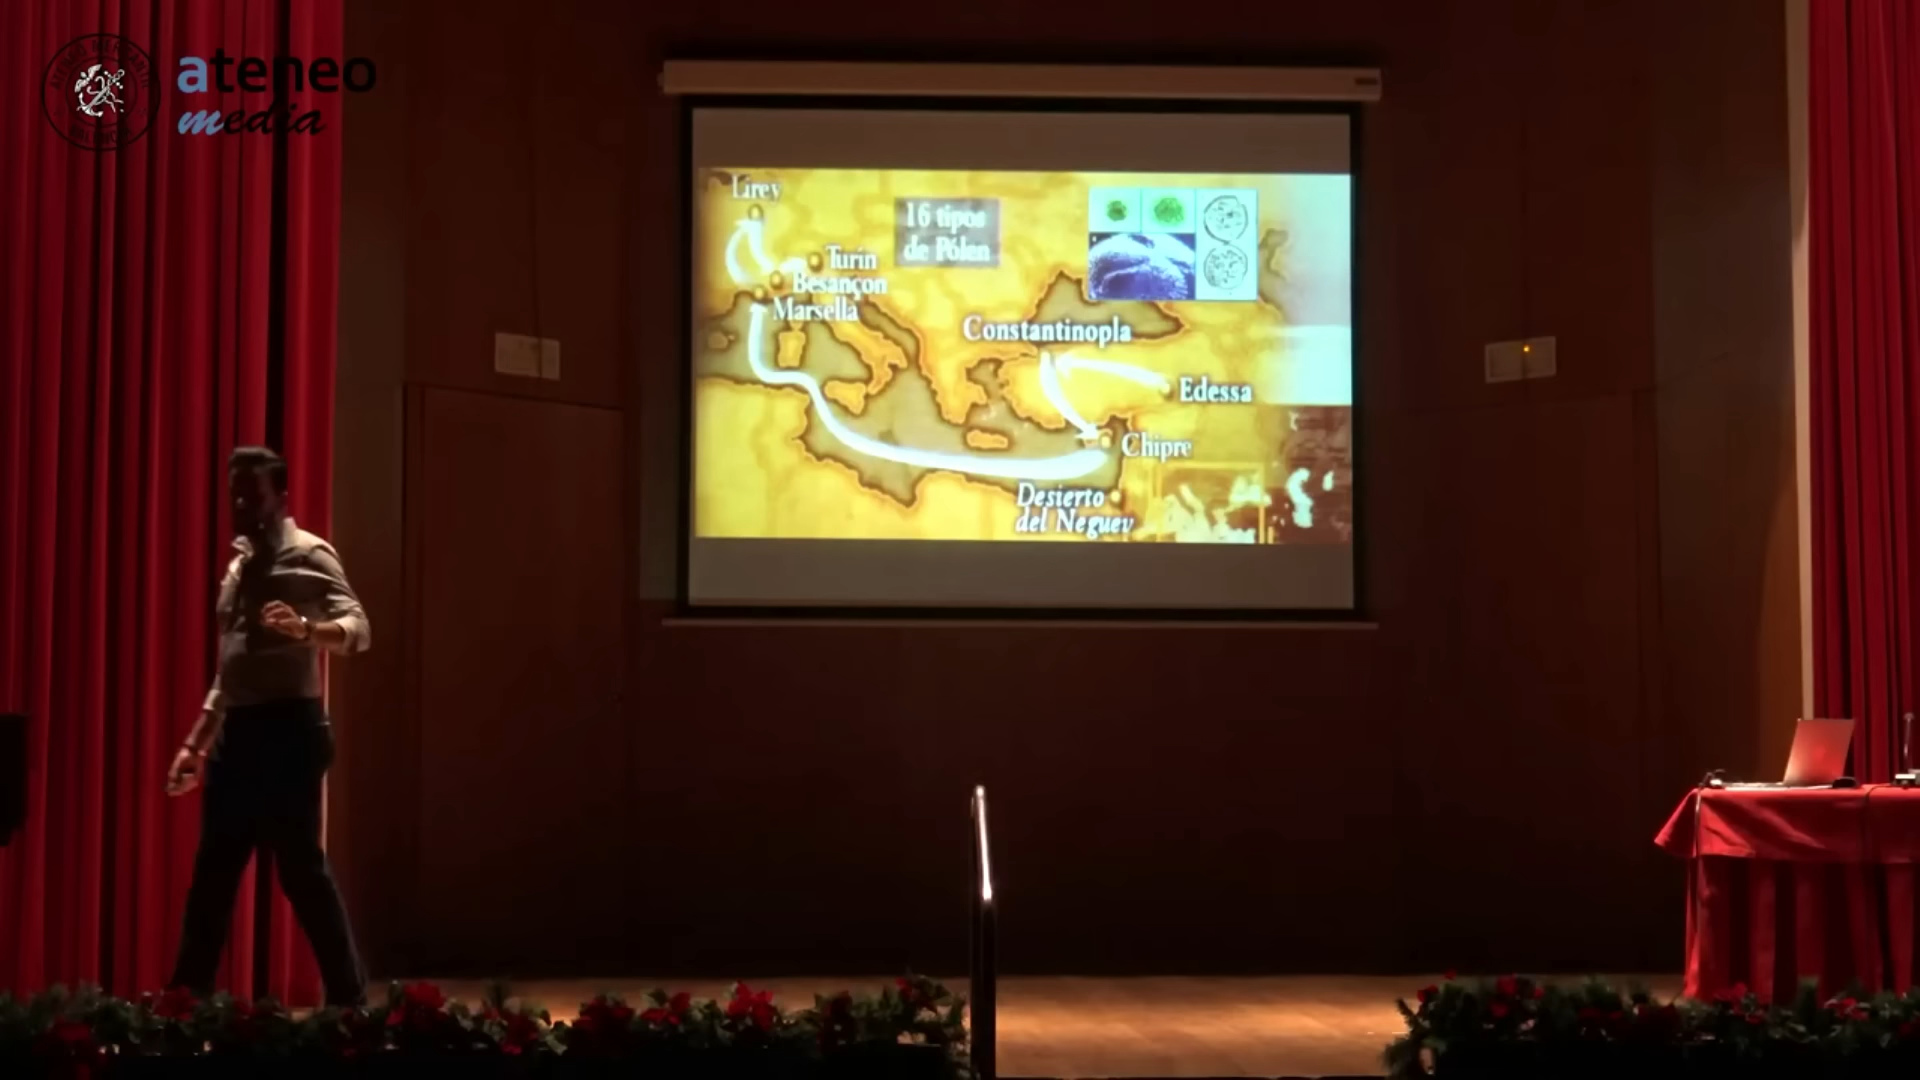 ateneo
media
Lirey
16 tipos
de Pólen
Turín
Besançon
Marsella
Constantinopla
Edessa
Chipre
Desierto
del Neguev